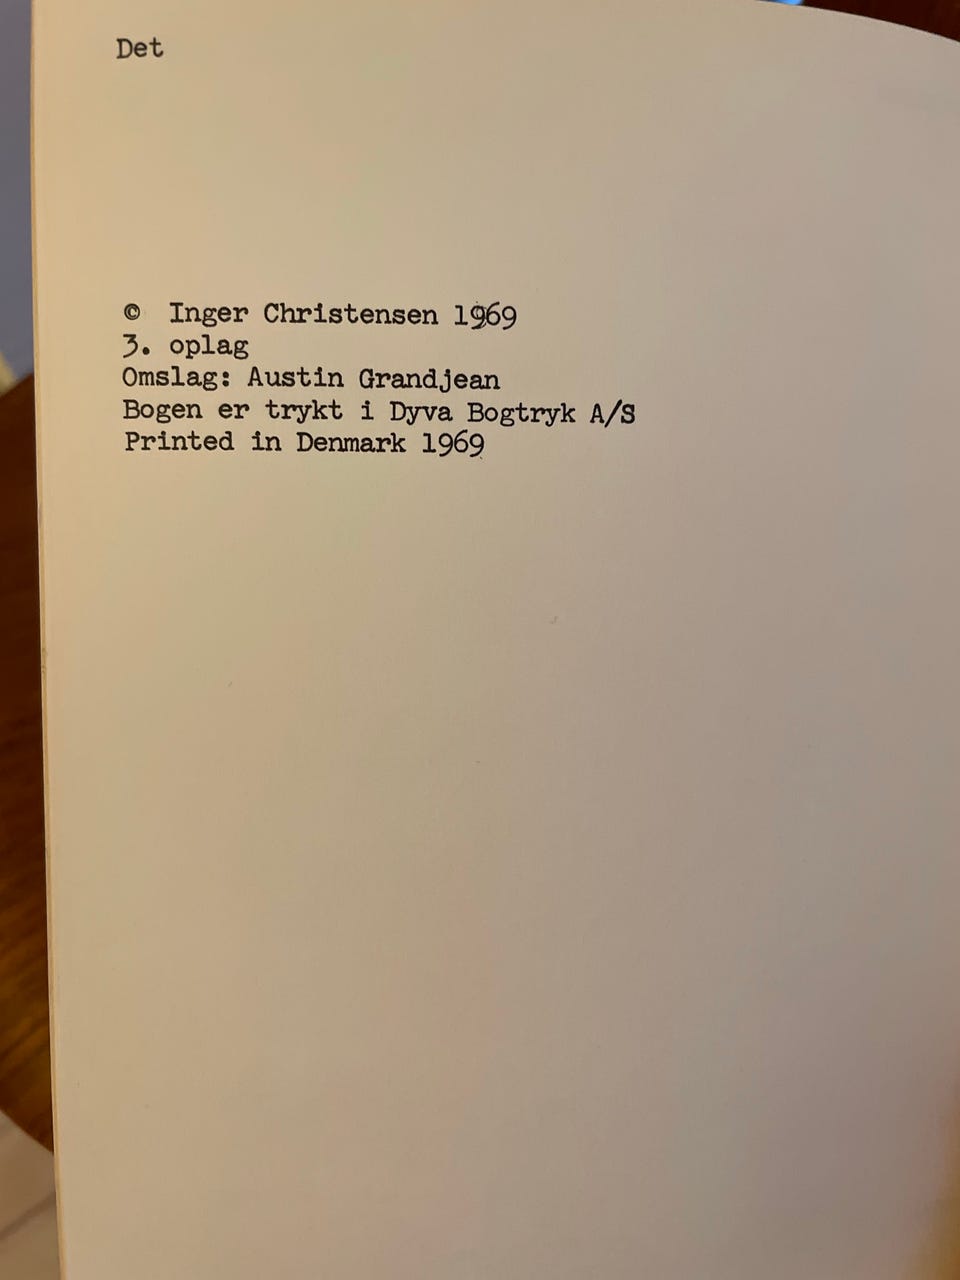 Det
© Inger Christensen 1969
3. oplag
Omslag: Austin Grandjean
Bogen er trykt i Dyva Bogtryk A/S
Printed in Denmark 1969